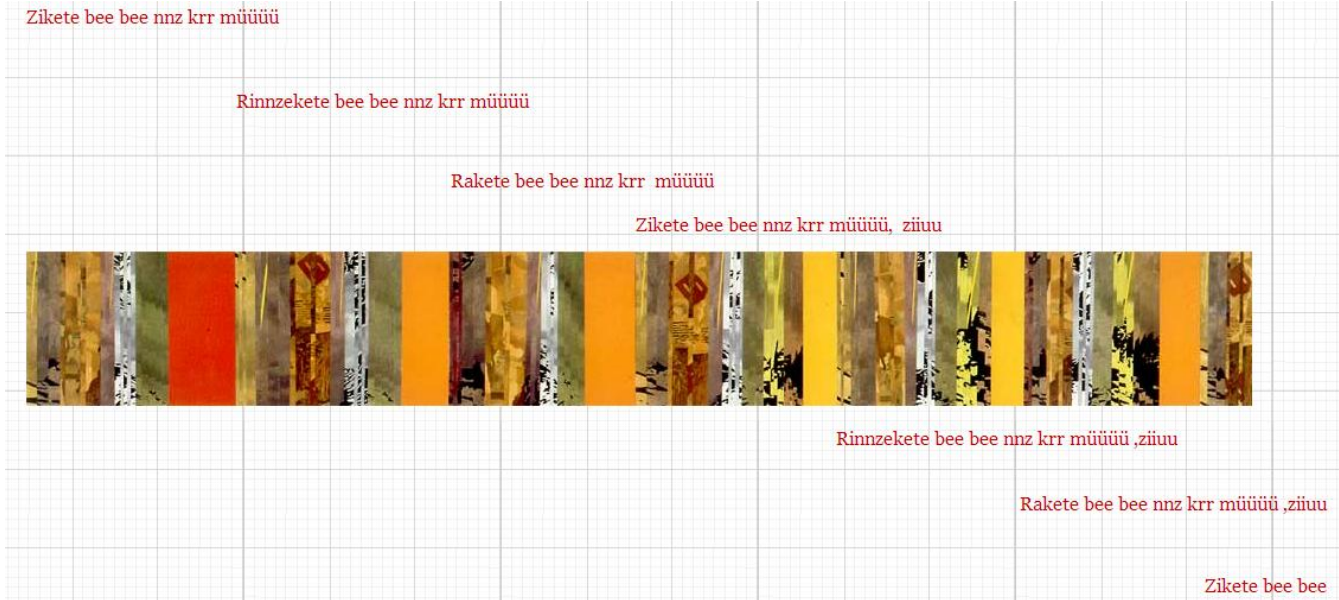 Zikete bee bee nnz krr müüüü
Rinnzekete bee bee nnz krr müüüü
Rakete bee bee nnz krr müüüü
Zikete bee bee nnz krr müüüü, ziiuu
Rinnzekete bee bee nnz krr müüüü ,ziiuu
Rakete bee bee nnz krr müüüü ,ziiuu
Zikete bee bee